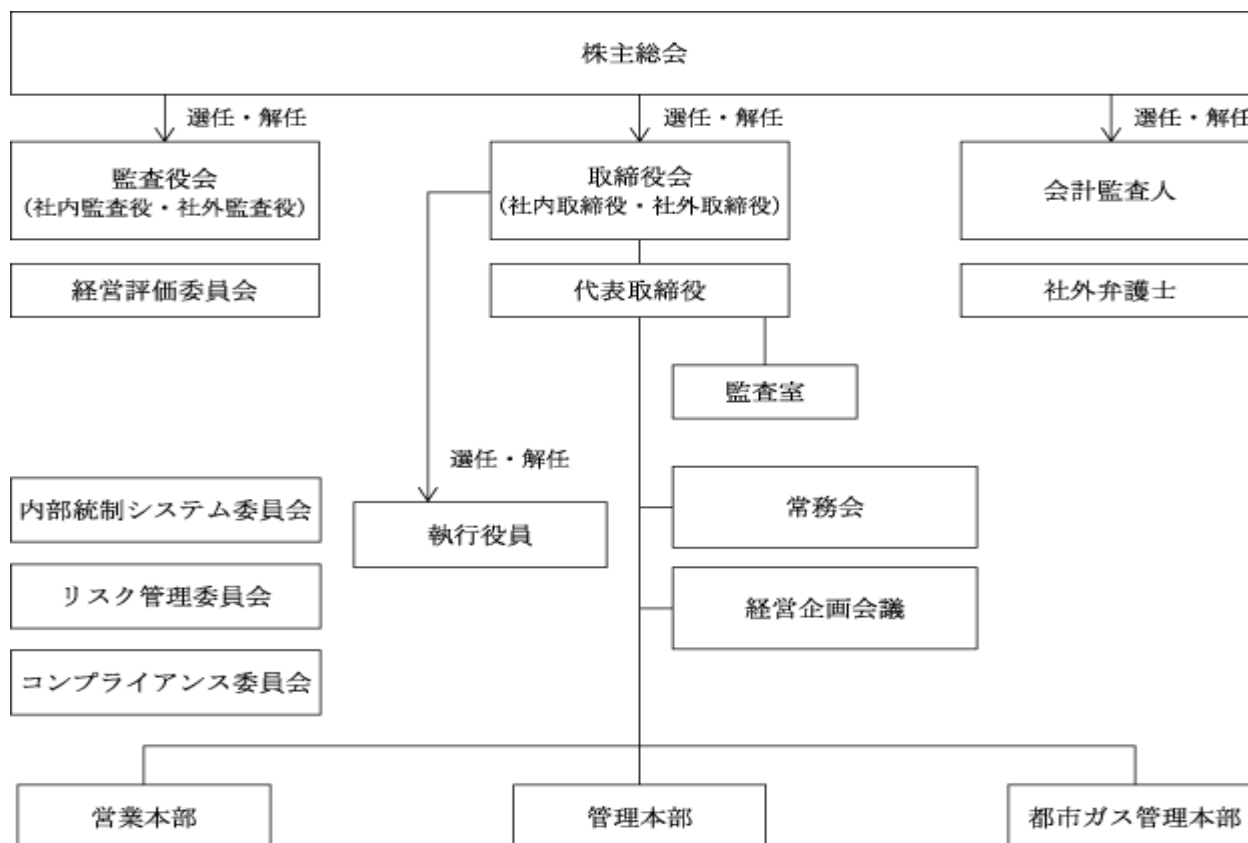 株主総会
選任・解任
選任・解任
選任・解任
監査役会
(社内監査役・社外監査役)
取締役会
(社内取締役・社外取締役)
会計監査人
経営評価委員会
代表取締役
社外弁護士
監査室
選任・解任
内部統制システム委員会
執行役員
常務会
リスク管理委員会
経営企画会議
コンプライアンス委員会
営業本部
管理本部
都市ガス管理本部